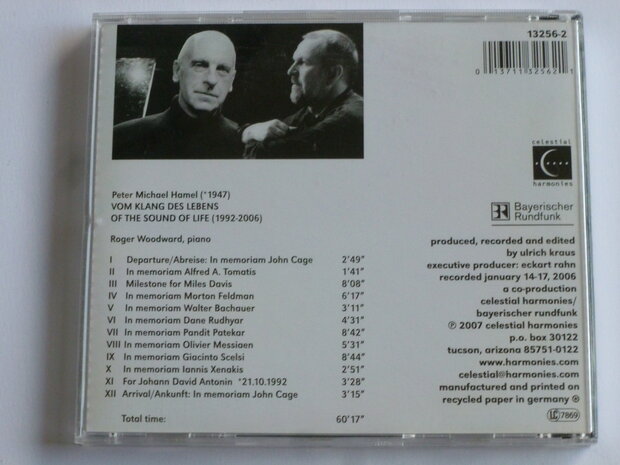 13256-2
0 13711 32562 1
celestial
harmonies
BR Bayerischer
Rundfunk
Peter Michael Hamel (*1947)
VOM KLANG DES LEBENS
OF THE SOUND OF LIFE (1992-2006)
Roger Woodward, piano
I Departure/Abreise: In memoriam John Cage 2'49"
II In memoriam Alfred A. Tomatis 1'41"
III Milestone for Miles Davis 8'08"
IV In memoriam Morton Feldman 6'17"
V In memoriam Walter Bachauer 3'11"
VI In memoriam Dane Rudhyar 4'31"
VII In memoriam Pandit Patekar 8'42"
VIII In memoriam Olivier Messiaen 5'31"
IX In memoriam Giacinto Scelsi 8'44"
X In memoriam Iannis Xenakis 2'51"
XI For Johann David Antonin *21.10.1992 3'28"
XII Arrival/Ankunft: In memoriam John Cage 3'15"
Total time: 60'17"
produced, recorded and edited
by ulrich kraus
executive producer: eckart rahn
recorded january 14-17, 2006
a co-production
celestial harmonies/
bayerischer rundfunk
℗ 2007 celestial harmonies
p.o. box 30122
tucson, arizona 85751-0122
www.harmonies.com
celestial@harmonies.com
manufactured and printed on
recycled paper in germany ℗
LC 7869